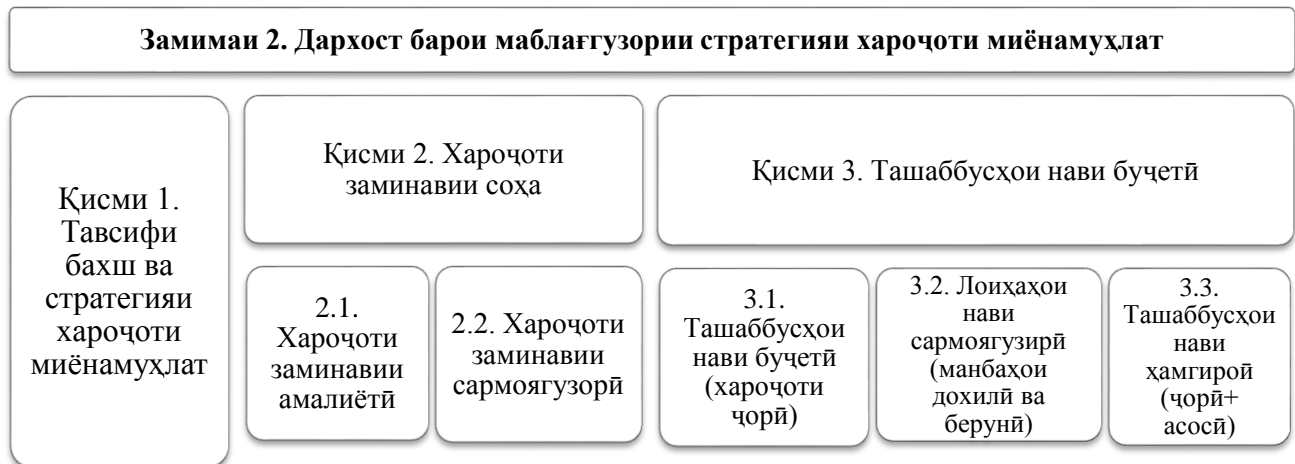 Замимаи 2. Дархост барои маблағгузории стратегияи хароҷоти миёнамуҳлат
Қисми 1.
Тавсифи
бахш ва
стратегияи
хароҷоти
миёнамуҳлат
Қисми 2. Хароҷоти
заминавии соҳа
2.1.
Хароҷоти
заминавии
амалиётӣ
2.2. Хароҷоти
заминавии
сармоягузорӣ
Қисми 3. Ташаббусҳои нави буҷетӣ
3.1.
Ташаббусҳои
нави буҷетӣ
(хароҷоти
ҷорӣ)
3.2. Лоиҳаҳои
нави
сармоягузирӣ
(манбаҳои
дохилӣ ва
берунӣ)
3.3.
Ташаббусҳои
нави
ҳамгирой
(ҷорӣ+
асосӣ)